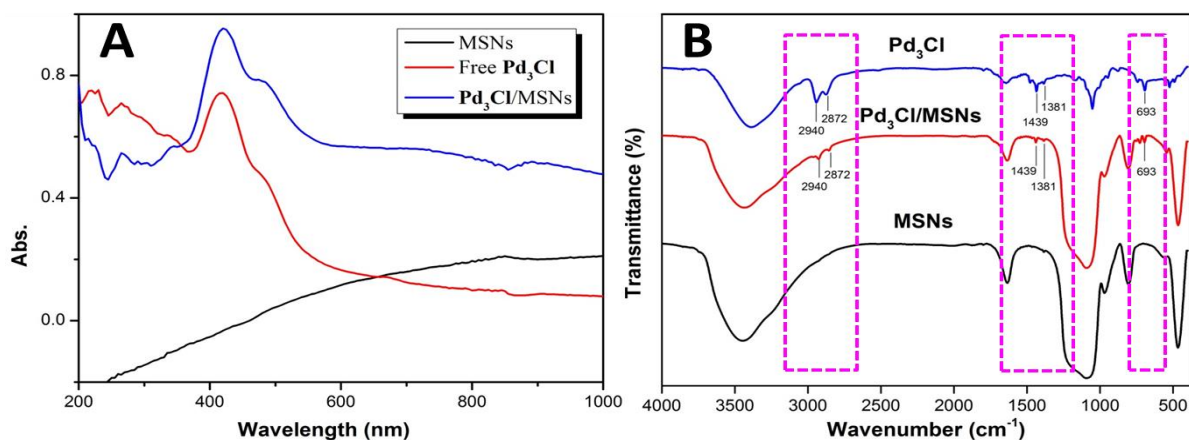 A
MSNs
Free Pd₃Cl
Pd₃Cl/MSNs
0.8
0.4
0.0
Abs.
200
400
600
800
1000
Wavelength (nm)
B
Pd₃Cl
2940
2872
1439
1381
693
Pd₃Cl/MSNs
2940
2872
1439
1381
693
MSNs
Transmittance (%)
4000
3500
3000
2500
2000
1500
1000
500
Wavenumber (cm⁻¹)